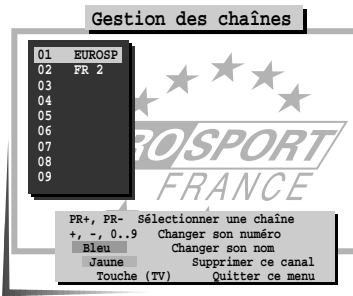 Gestion des chaînes
01 EUROSP
02 FR 2
03
04
05
06
07
08
09
ROSPORT
FRANCE
PR+, PR- Sélectionner une chaîne
+, -, 0..9 Changer son numéro
Bleu Changer son nom
Jaune Supprimer ce canal
Touche (TV) Quitter ce menu